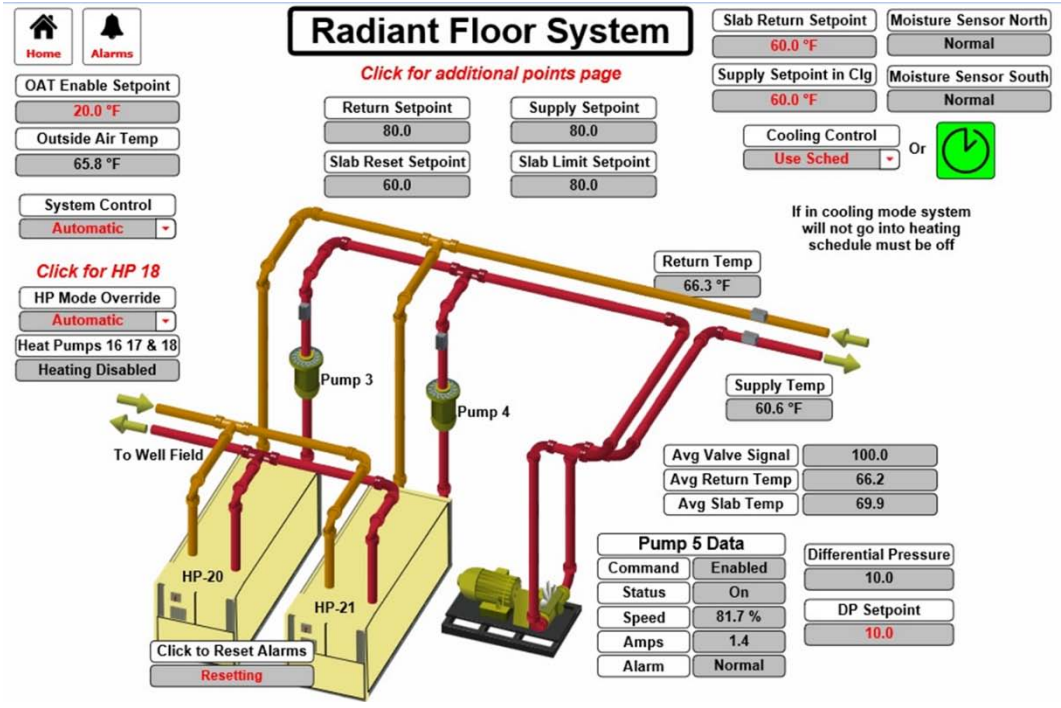 Radiant Floor System
Click for additional points page
Home
Alarms
OAT Enable Setpoint
20.0 °F
Outside Air Temp
65.8 °F
System Control
Automatic
Click for HP 18
HP Mode Override
Automatic
Heat Pumps 16 17 & 18
Heating Disabled
Return Setpoint
80.0
Supply Setpoint
80.0
Slab Reset Setpoint
60.0
Slab Limit Setpoint
80.0
Slab Return Setpoint
60.0 °F
Moisture Sensor North
Normal
Supply Setpoint in Clg
60.0 °F
Moisture Sensor South
Normal
Cooling Control
Use Sched
Or
If in cooling mode system
will not go into heating
schedule must be off
Return Temp
66.3 °F
Supply Temp
60.6 °F
Pump 3
Pump 4
To Well Field
HP-20
HP-21
Click to Reset Alarms
Resetting
Avg Valve Signal 100.0
Avg Return Temp 66.2
Avg Slab Temp 69.9
Pump 5 Data
Command Enabled
Status On
Speed 81.7 %
Amps 1.4
Alarm Normal
Differential Pressure
10.0
DP Setpoint
10.0